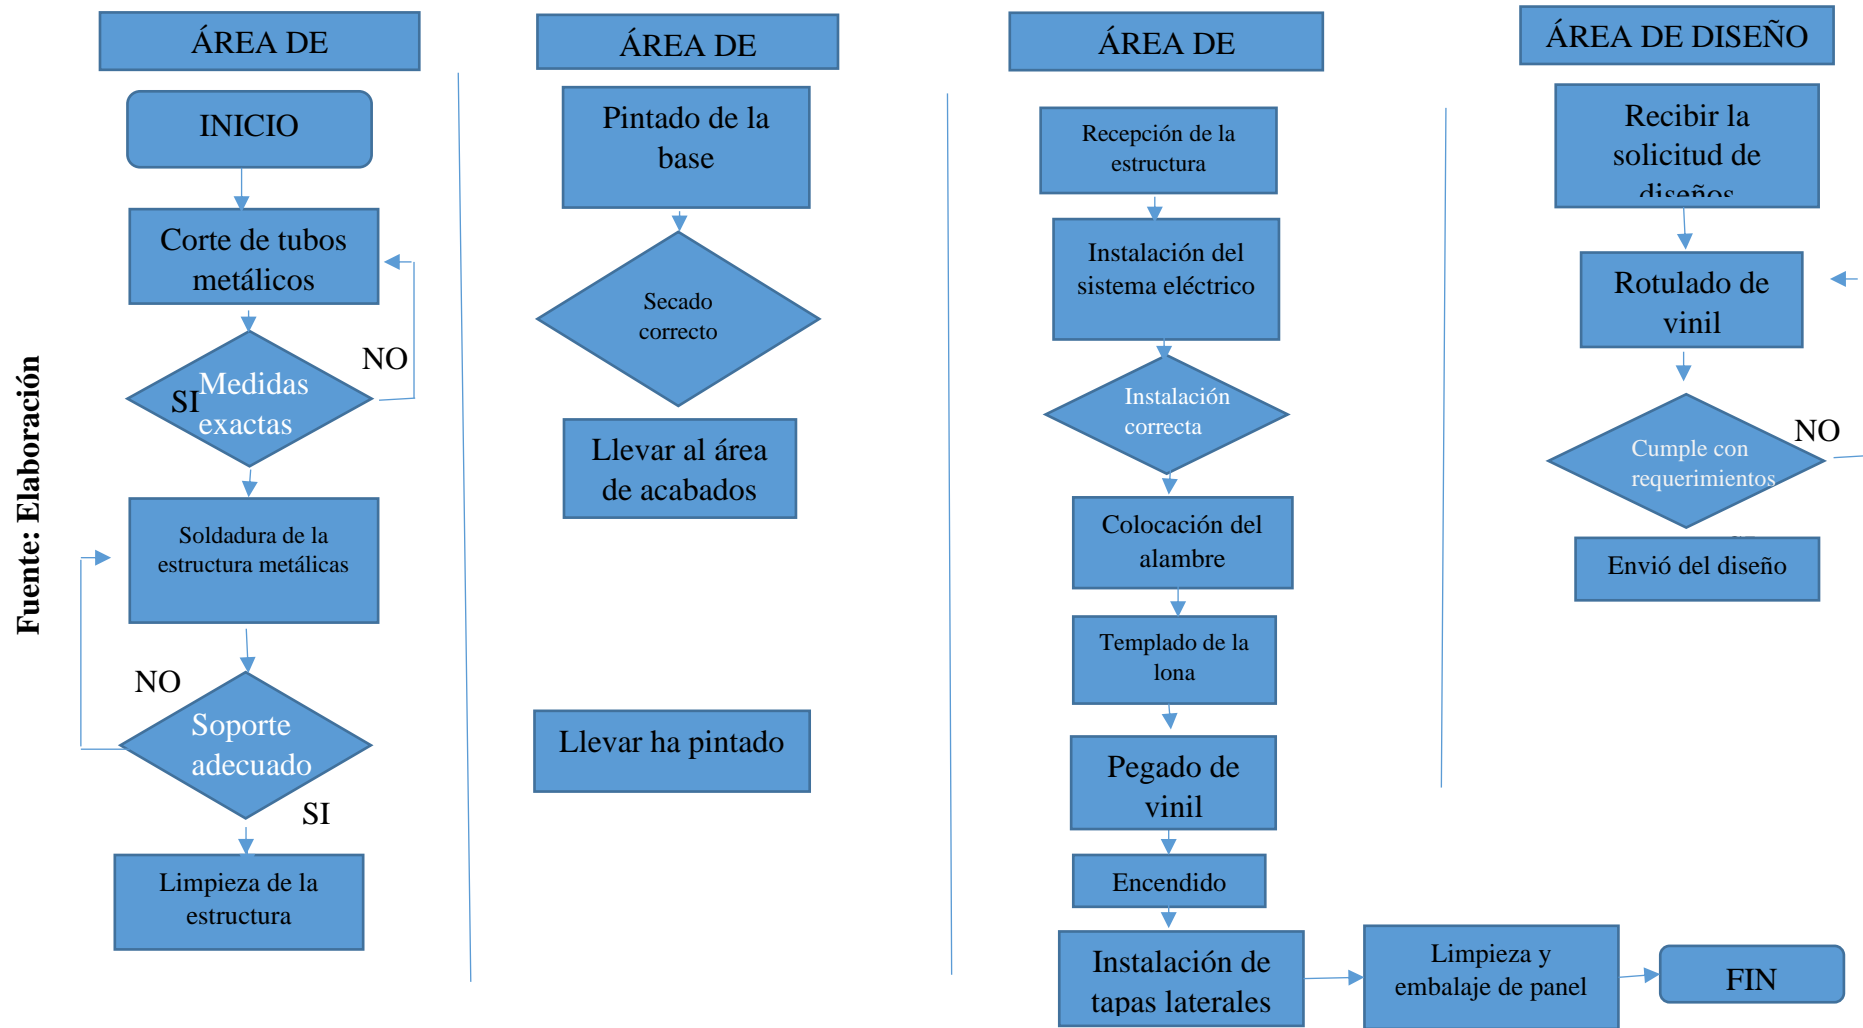 Fuente: Elaboración
ÁREA DE
INICIO
Corte de tubos
metálicos
NO
SI
Medidas
exactas
Soldadura de la
estructura metálicas
NO
Soporte
adecuado
SI
Limpieza de la
estructura
ÁREA DE
Pintado de la
base
Secado
correcto
Llevar al área
de acabados
Llevar ha pintado
ÁREA DE
Recepción de la
estructura
Instalación del
sistema eléctrico
Instalación
correcta
Colocación del
alambre
Templado de la
lona
Pegado de
vinil
Encendido
Instalación de
tapas laterales
Limpieza y
embalaje de panel
FIN
ÁREA DE DISEÑO
Recibir la
solicitud de
diseños
Rotulado de
vinil
NO
Cumple con
requerimientos
Envió del diseño